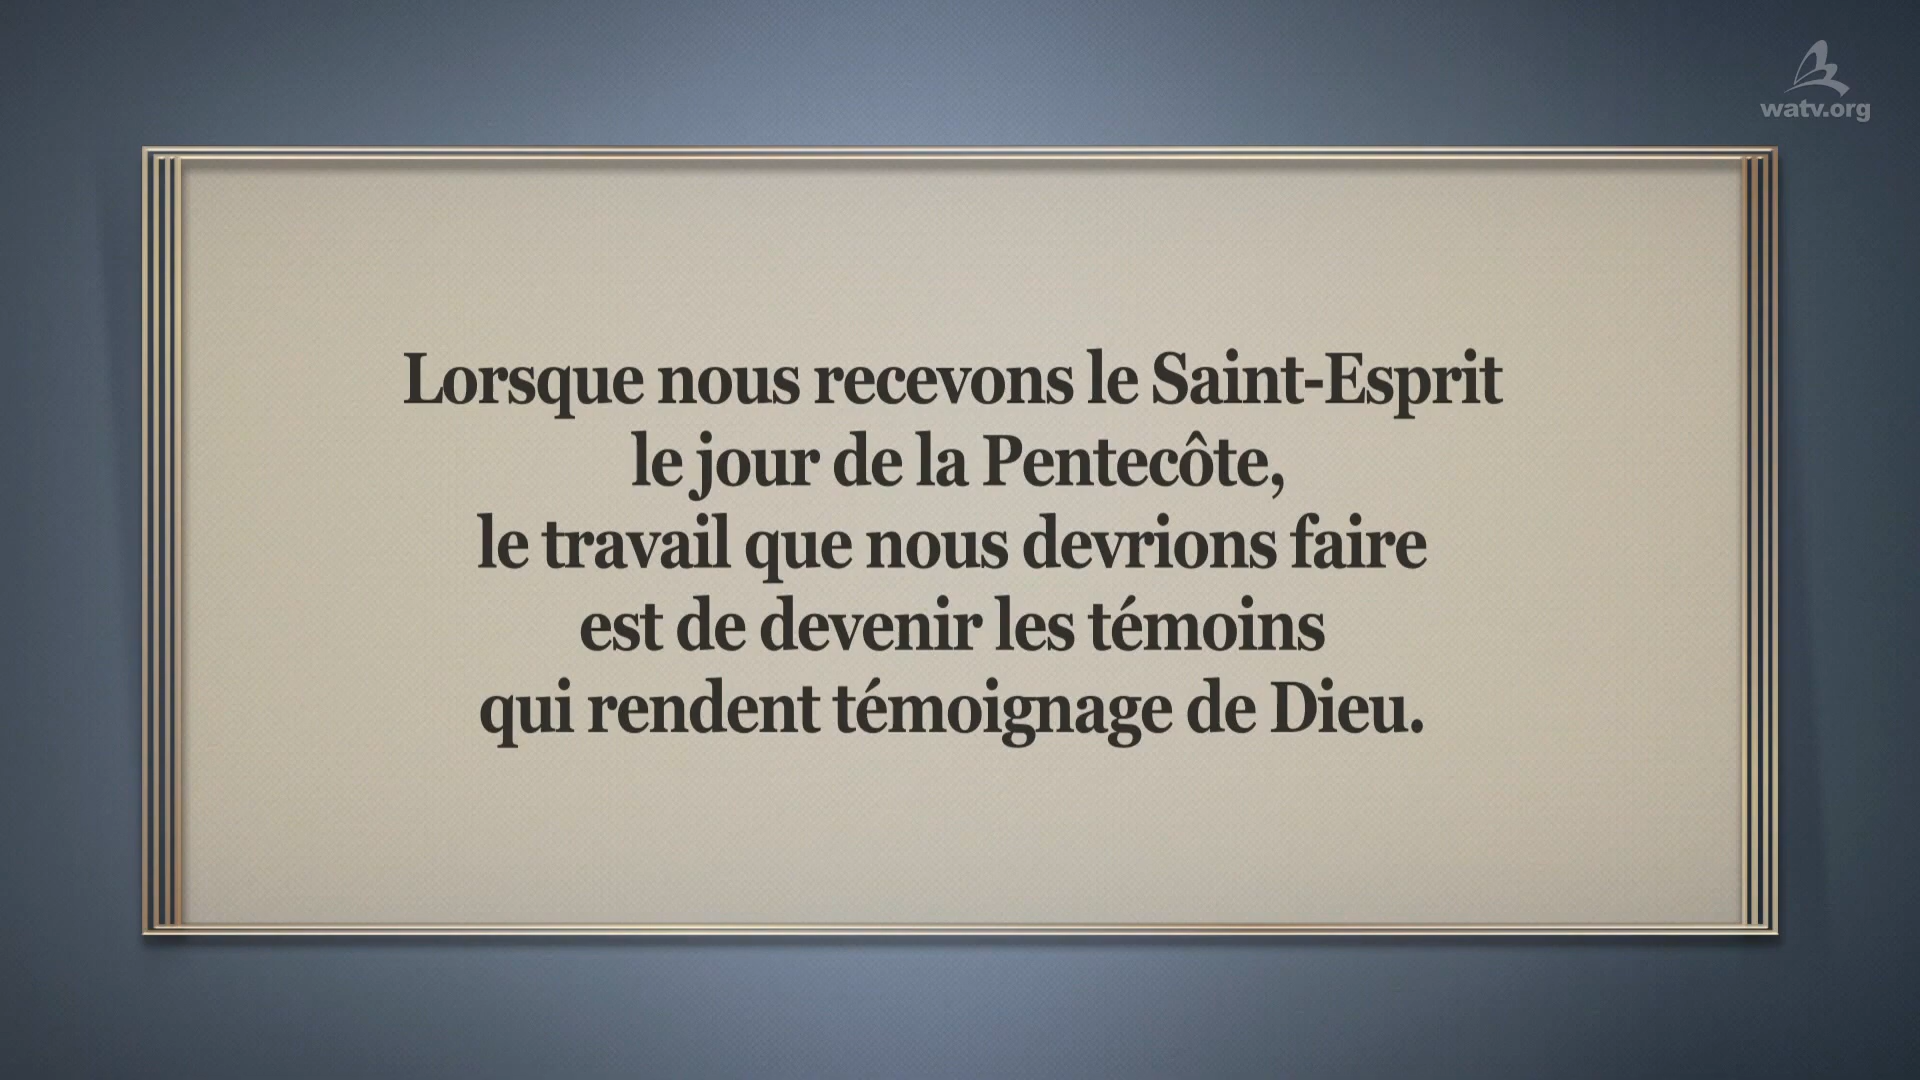 watv.org
Lorsque nous recevons le Saint-Esprit
le jour de la Pentecôte,
le travail que nous devrions faire
est de devenir les témoins
qui rendent témoignage de Dieu.